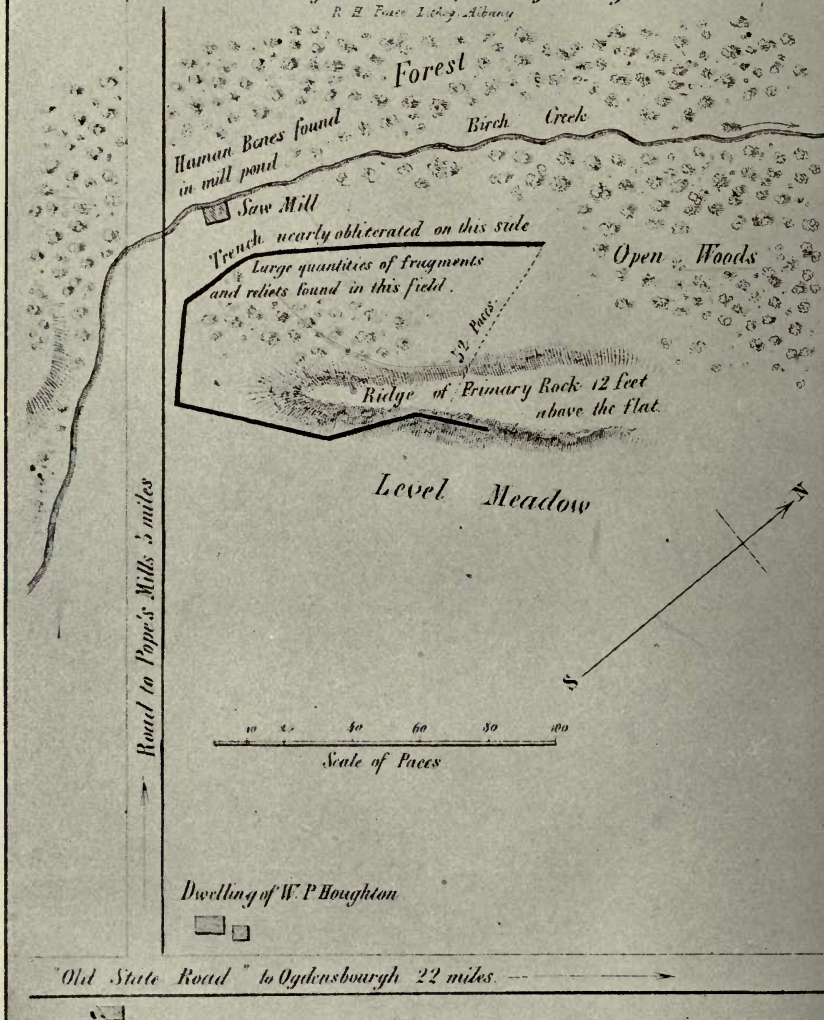 R H Pease Lithog. Albany
Forest
Birch Creek
Human Bones found
in mill pond
Saw Mill
Trench nearly obliterated on this side
Large quantities of fragments
and relicts found in this field.
Open Woods
52 Paces.
Ridge of Primary Rock 12 feet
above the flat.
Level Meadow
N
S
Road to Pope's Mills 3 miles
10 20 40 60 80 100
Scale of Paces
Dwelling of W. P Houghton
"Old State Road" to Ogdensbourgh 22 miles.